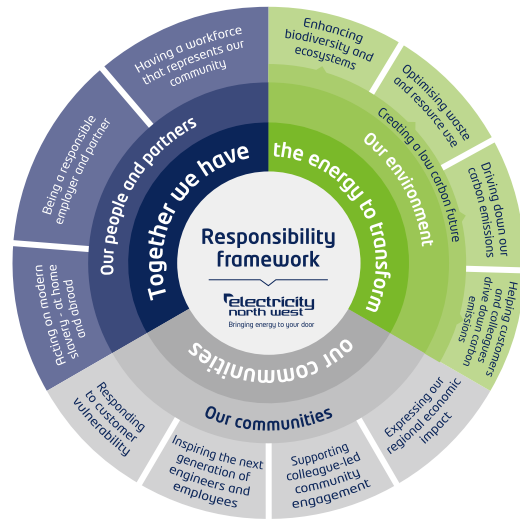 Responsibility
framework
electricity
north west
Bringing energy to your door
Together we have
the energy to transform
our communities
Our people and partners
Having a workforce
that represents our
community
Being a responsible
employer and partner
Acting on modern
slavery - at home
and abroad
Our environment
Creating a low carbon future
Enhancing
biodiversity and
ecosystems
Optimising waste
and resource use
Driving down our
carbon emissions
Helping customers
and colleagues
drive down carbon
emissions
Our communities
Expressing our
regional economic
impact
Supporting
colleague-led
community
engagement
Inspiring the next
generation of
engineers and
employees
Responding
to customer
vulnerability